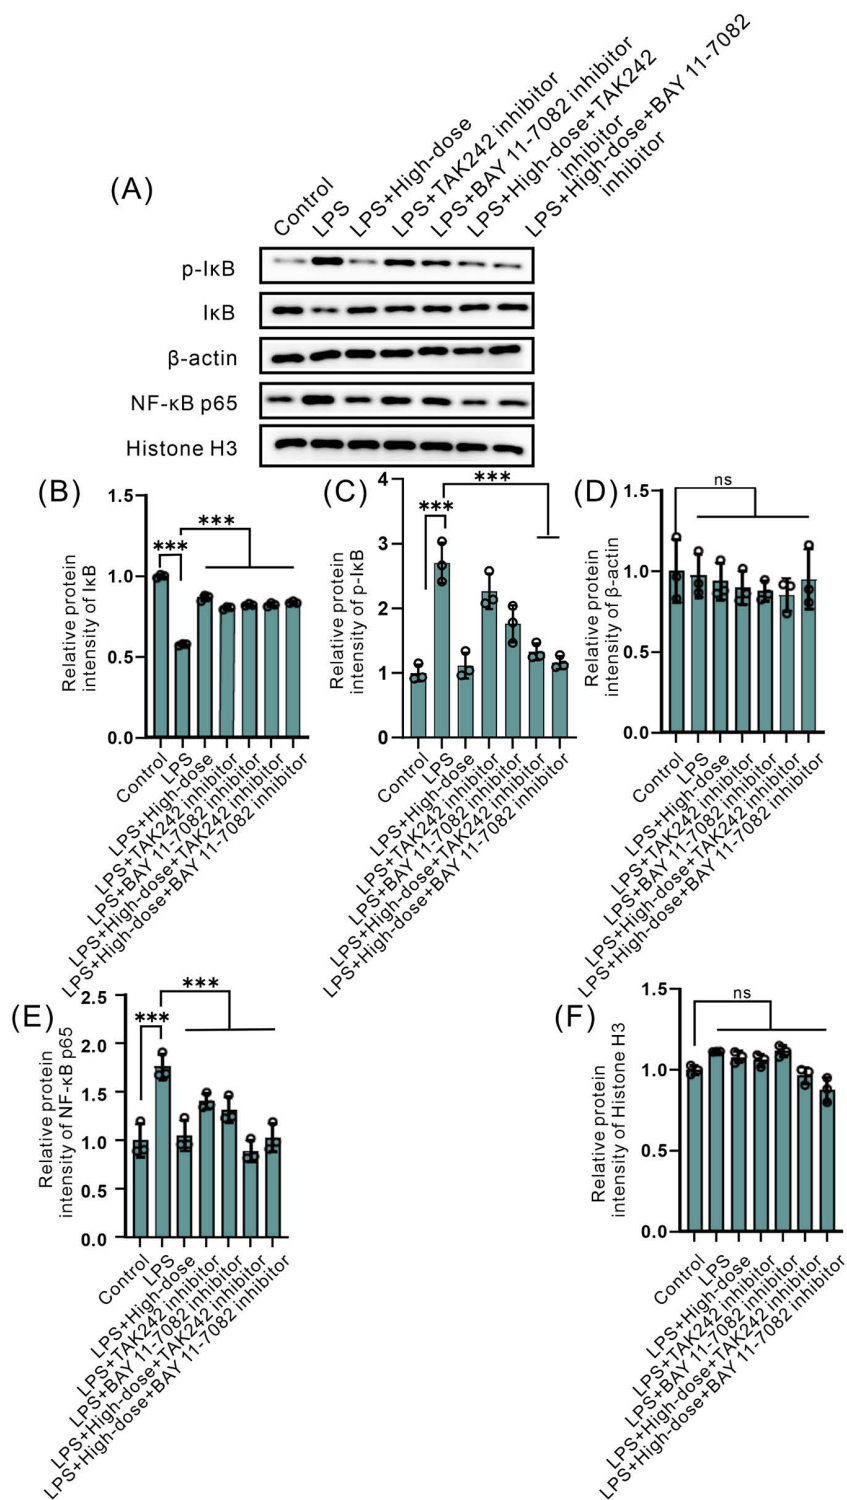 (A)
Control
LPS
LPS+High-dose
LPS+TAK242 inhibitor
LPS+BAY 11-7082 inhibitor
LPS+High-dose+TAK242
inhibitor
LPS+High-dose+BAY 11-7082
inhibitor
p-IκB
IκB
β-actin
NF-κB p65
Histone H3
(B)
Relative protein
intensity of IκB
1.5
1.0
0.5
0.0
***
***
Control
LPS
LPS+High-dose
LPS+TAK242 inhibitor
LPS+BAY 11-7082 inhibitor
LPS+High-dose+TAK242 inhibitor
LPS+High-dose+BAY 11-7082 inhibitor
(C)
Relative protein
intensity of p-IκB
4
3
2
1
0
***
***
Control
LPS
LPS+High-dose
LPS+TAK242 inhibitor
LPS+BAY 11-7082 inhibitor
LPS+High-dose+TAK242 inhibitor
LPS+High-dose+BAY 11-7082 inhibitor
(D)
Relative protein
intensity of β-actin
1.5
1.0
0.5
0.0
ns
Control
LPS
LPS+High-dose
LPS+TAK242 inhibitor
LPS+BAY 11-7082 inhibitor
LPS+High-dose+TAK242 inhibitor
LPS+High-dose+BAY 11-7082 inhibitor
(E)
Relative protein
intensity of NF-κB p65
2.5
2.0
1.5
1.0
0.5
0.0
***
***
Control
LPS
LPS+High-dose
LPS+TAK242 inhibitor
LPS+BAY 11-7082 inhibitor
LPS+High-dose+TAK242 inhibitor
LPS+High-dose+BAY 11-7082 inhibitor
(F)
Relative protein
intensity of Histone H3
1.5
1.0
0.5
0.0
ns
Control
LPS
LPS+High-dose
LPS+TAK242 inhibitor
LPS+BAY 11-7082 inhibitor
LPS+High-dose+TAK242 inhibitor
LPS+High-dose+BAY 11-7082 inhibitor